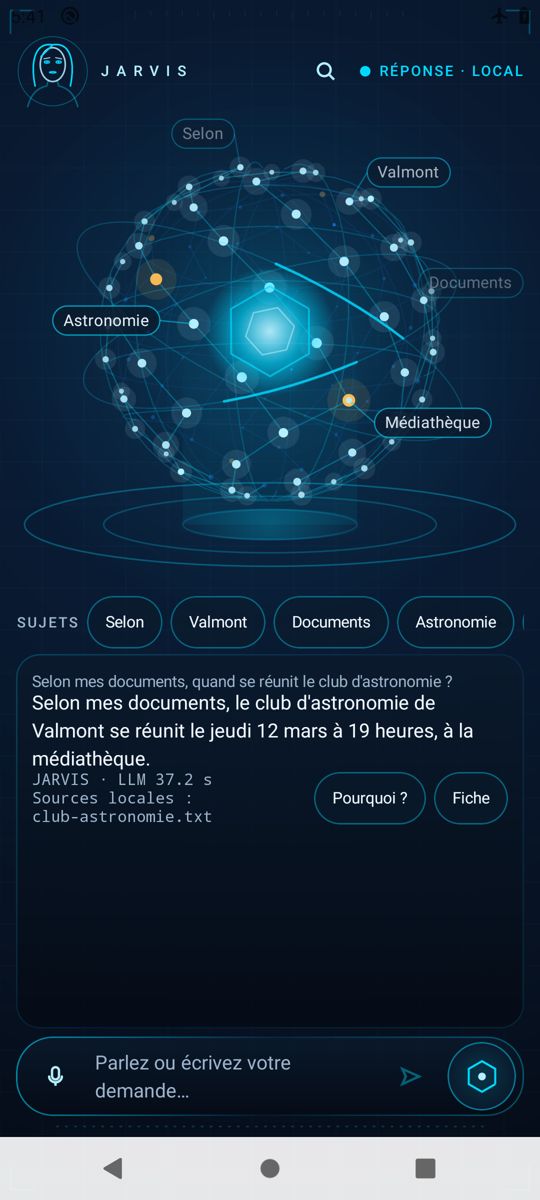 5:41
JARVIS
RÉPONSE · LOCAL
Selon
Valmont
Documents
Astronomie
Médiathèque
SUJETS
Selon
Valmont
Documents
Astronomie
Selon mes documents, quand se réunit le club d'astronomie ?
Selon mes documents, le club d'astronomie de
Valmont se réunit le jeudi 12 mars à 19 heures, à la
médiathèque.
JARVIS · LLM 37.2 s
Sources locales :
club-astronomie.txt
Pourquoi ?
Fiche
Parlez ou écrivez votre
demande…